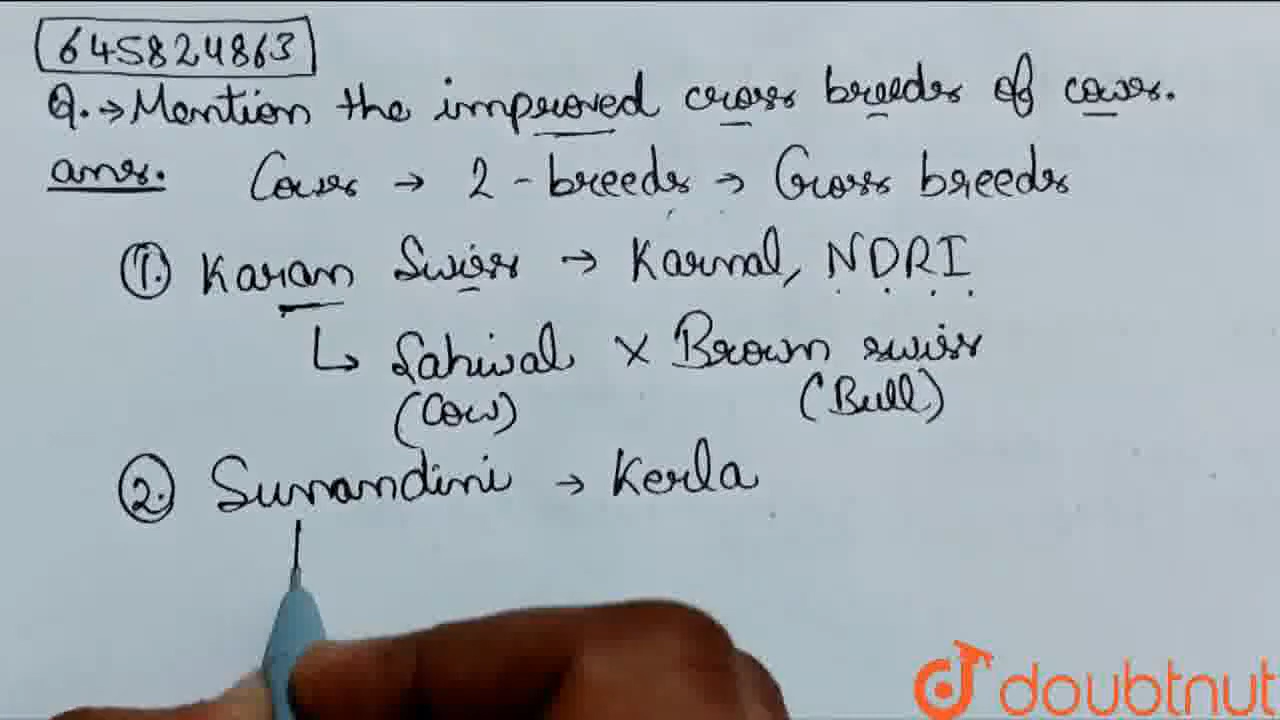 645824863
Q.→Mention the improved cross breeds of cows.
ans. Cows → 2-breeds → Cross breeds
1. Karan Swiss → Karnal, NDRI
↳ Sahiwal × Brown swiss
(Cow) (Bull)
2. Sunandini → Kerla
doubtnut